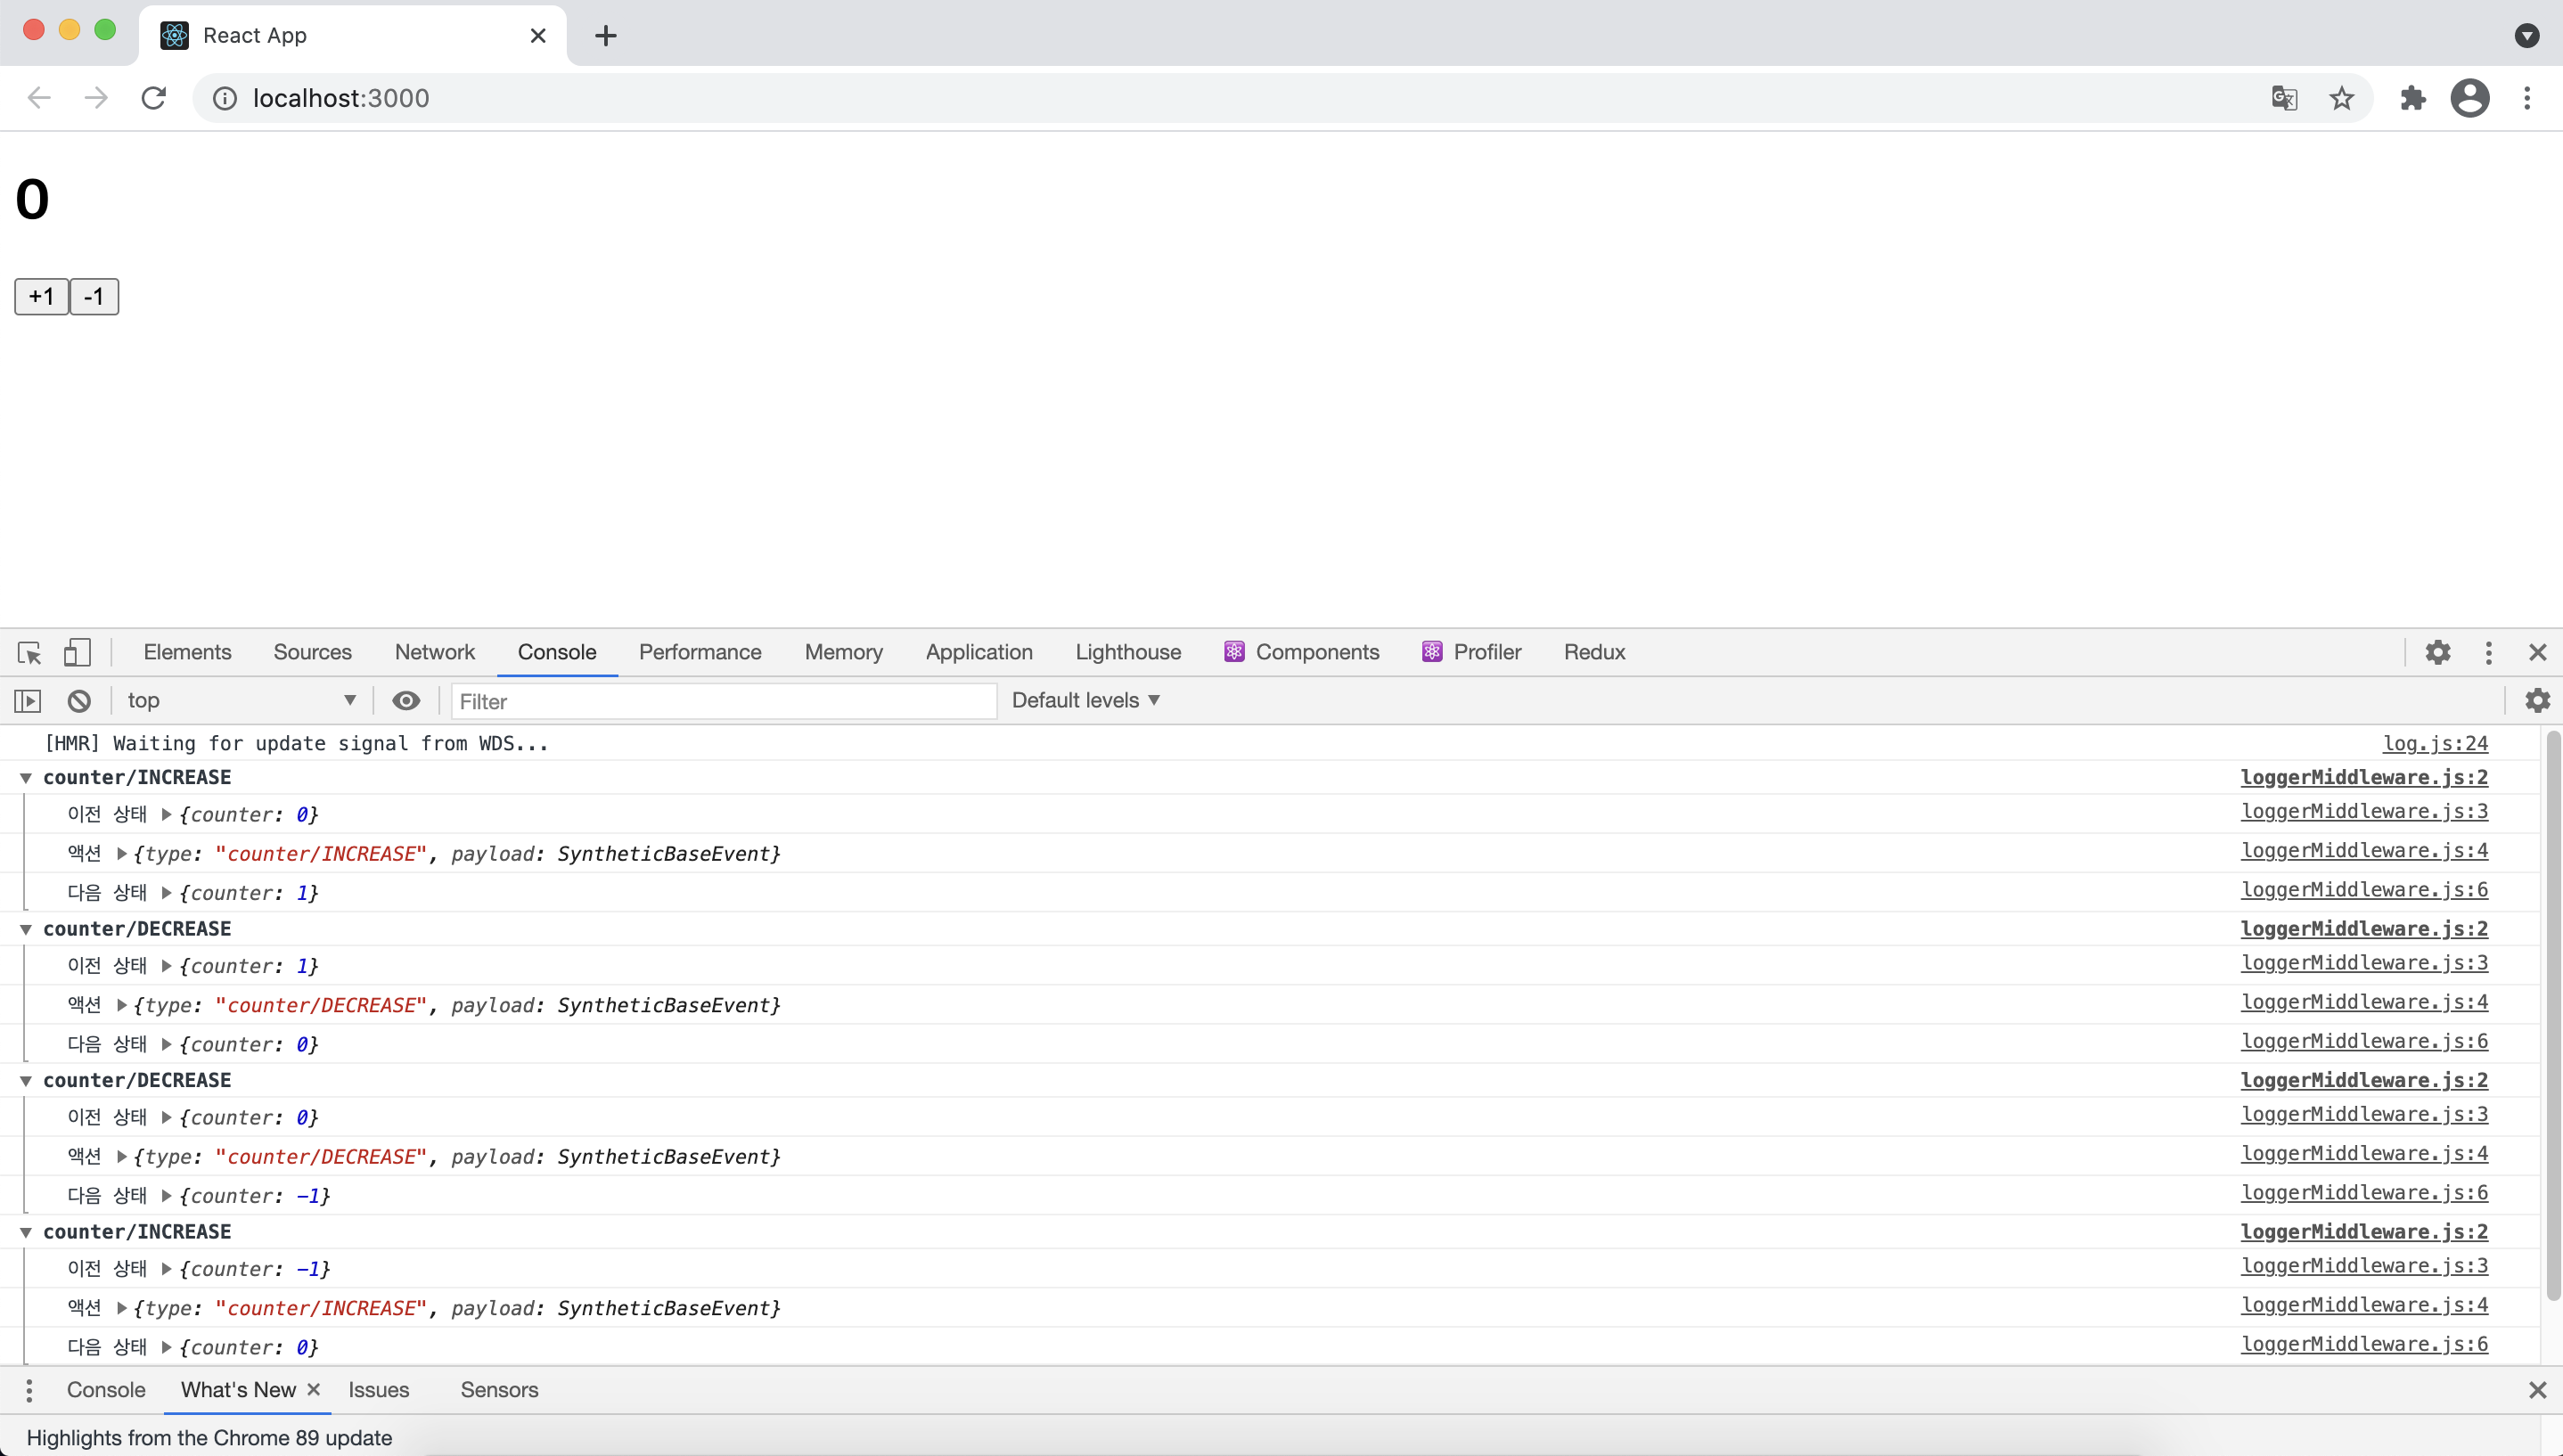 React App
localhost:3000
0
+1 -1
Elements Sources Network Console Performance Memory Application Lighthouse Components Profiler Redux
top Filter Default levels
[HMR] Waiting for update signal from WDS... log.js:24
counter/INCREASE loggerMiddleware.js:2
이전 상태 {counter: 0} loggerMiddleware.js:3
액션 {type: "counter/INCREASE", payload: SyntheticBaseEvent} loggerMiddleware.js:4
다음 상태 {counter: 1} loggerMiddleware.js:6
counter/DECREASE loggerMiddleware.js:2
이전 상태 {counter: 1} loggerMiddleware.js:3
액션 {type: "counter/DECREASE", payload: SyntheticBaseEvent} loggerMiddleware.js:4
다음 상태 {counter: 0} loggerMiddleware.js:6
counter/DECREASE loggerMiddleware.js:2
이전 상태 {counter: 0} loggerMiddleware.js:3
액션 {type: "counter/DECREASE", payload: SyntheticBaseEvent} loggerMiddleware.js:4
다음 상태 {counter: -1} loggerMiddleware.js:6
counter/INCREASE loggerMiddleware.js:2
이전 상태 {counter: -1} loggerMiddleware.js:3
액션 {type: "counter/INCREASE", payload: SyntheticBaseEvent} loggerMiddleware.js:4
다음 상태 {counter: 0} loggerMiddleware.js:6
Console What's New Issues Sensors
Highlights from the Chrome 89 update